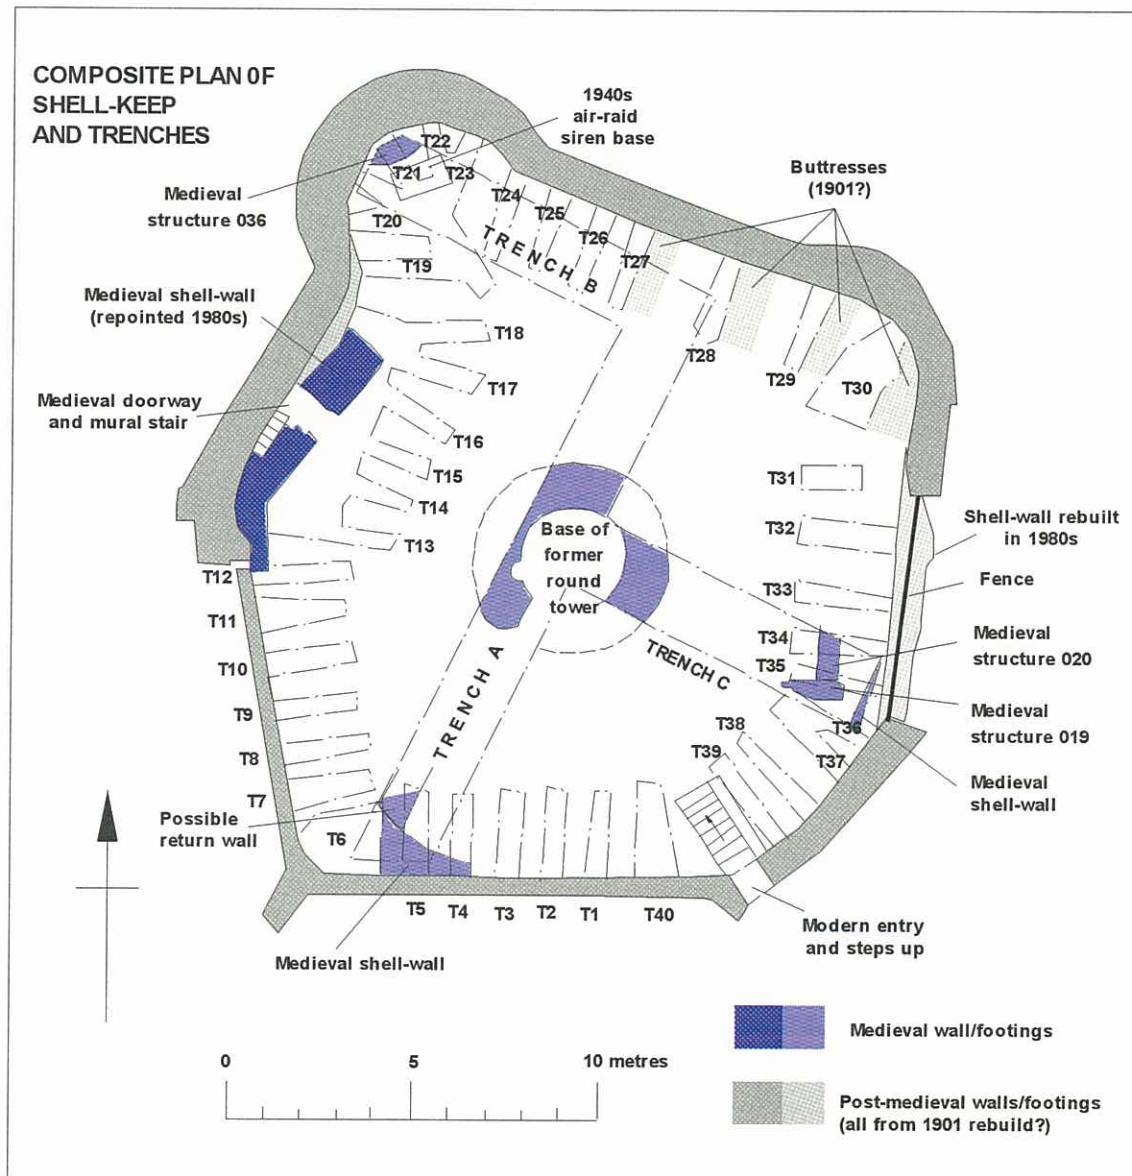 COMPOSITE PLAN 0F
SHELL-KEEP
AND TRENCHES
1940s
air-raid
siren base
Buttresses
(1901?)
Medieval
structure 036
Medieval shell-wall
(repointed 1980s)
Medieval doorway
and mural stair
T22
T21
T23
T20
T24
T25
T26
T27
T19
TRENCH B
T18
T28
T17
T29
T30
T16
T15
T14
T13
T31
T32
Shell-wall rebuilt
in 1980s
Base of
former
round
tower
Fence
T12
T11
T10
T9
T8
T7
T33
T34
T35
Medieval
structure 020
TRENCH A
TRENCH C
Medieval
structure 019
T36
T38
T39
T37
Medieval
shell-wall
Possible
return wall
T6
T5
T4
T3
T2
T1
T40
Modern entry
and steps up
Medieval shell-wall
Medieval wall/footings
0
5
10 metres
Post-medieval walls/footings
(all from 1901 rebuild?)